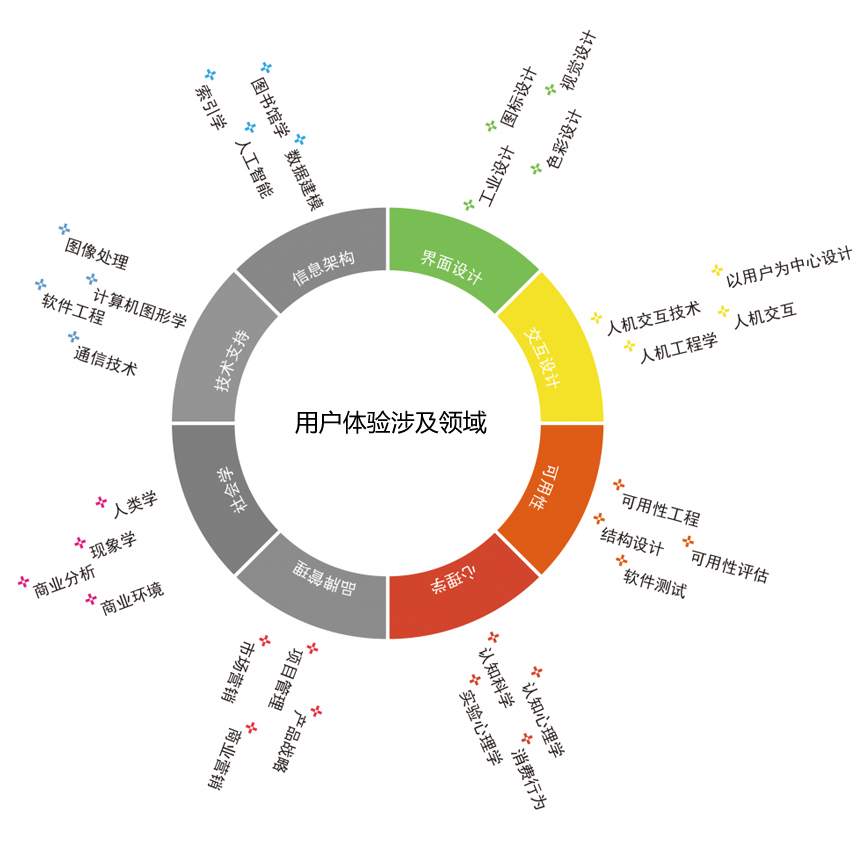 用户体验涉及领域
界面设计
图标设计
视觉设计
工业设计
色彩设计
交互设计
以用户为中心设计
人机交互技术
人机交互
人机工程学
可用性
可用性工程
结构设计
可用性评估
软件测试
心理学
认知科学
认知心理学
实验心理学
消费行为
品牌管理
市场营销
项目管理
商业营销
产品战略
社会学
人类学
现象学
商业分析
商业环境
技术支持
图像处理
计算机图形学
软件工程
通信技术
信息架构
索引学
图书馆学
人工智能
数据建模